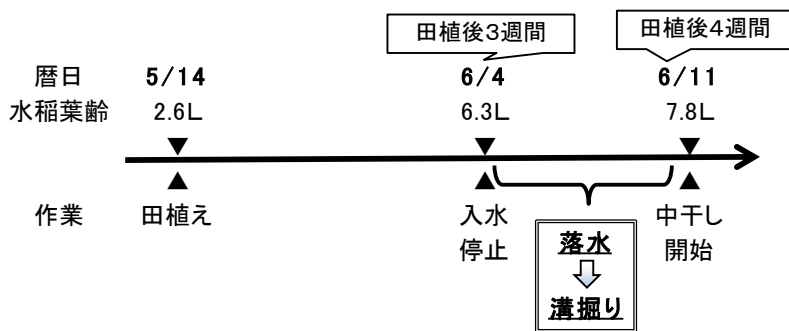 田植後3週間
田植後4週間
暦日 5/14 6/4 6/11
水稲葉齢 2.6L 6.3L 7.8L
作業 田植え 入水停止 中干し開始
落水
溝掘り